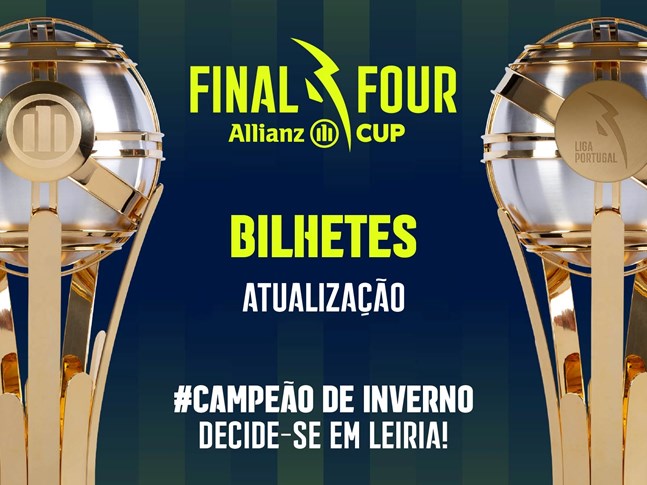 FINAL FOUR
Allianz CUP
LIGA
PORTUGAL
BILHETES
ATUALIZAÇÃO
#CAMPEÃO DE INVERNO
DECIDE-SE EM LEIRIA!